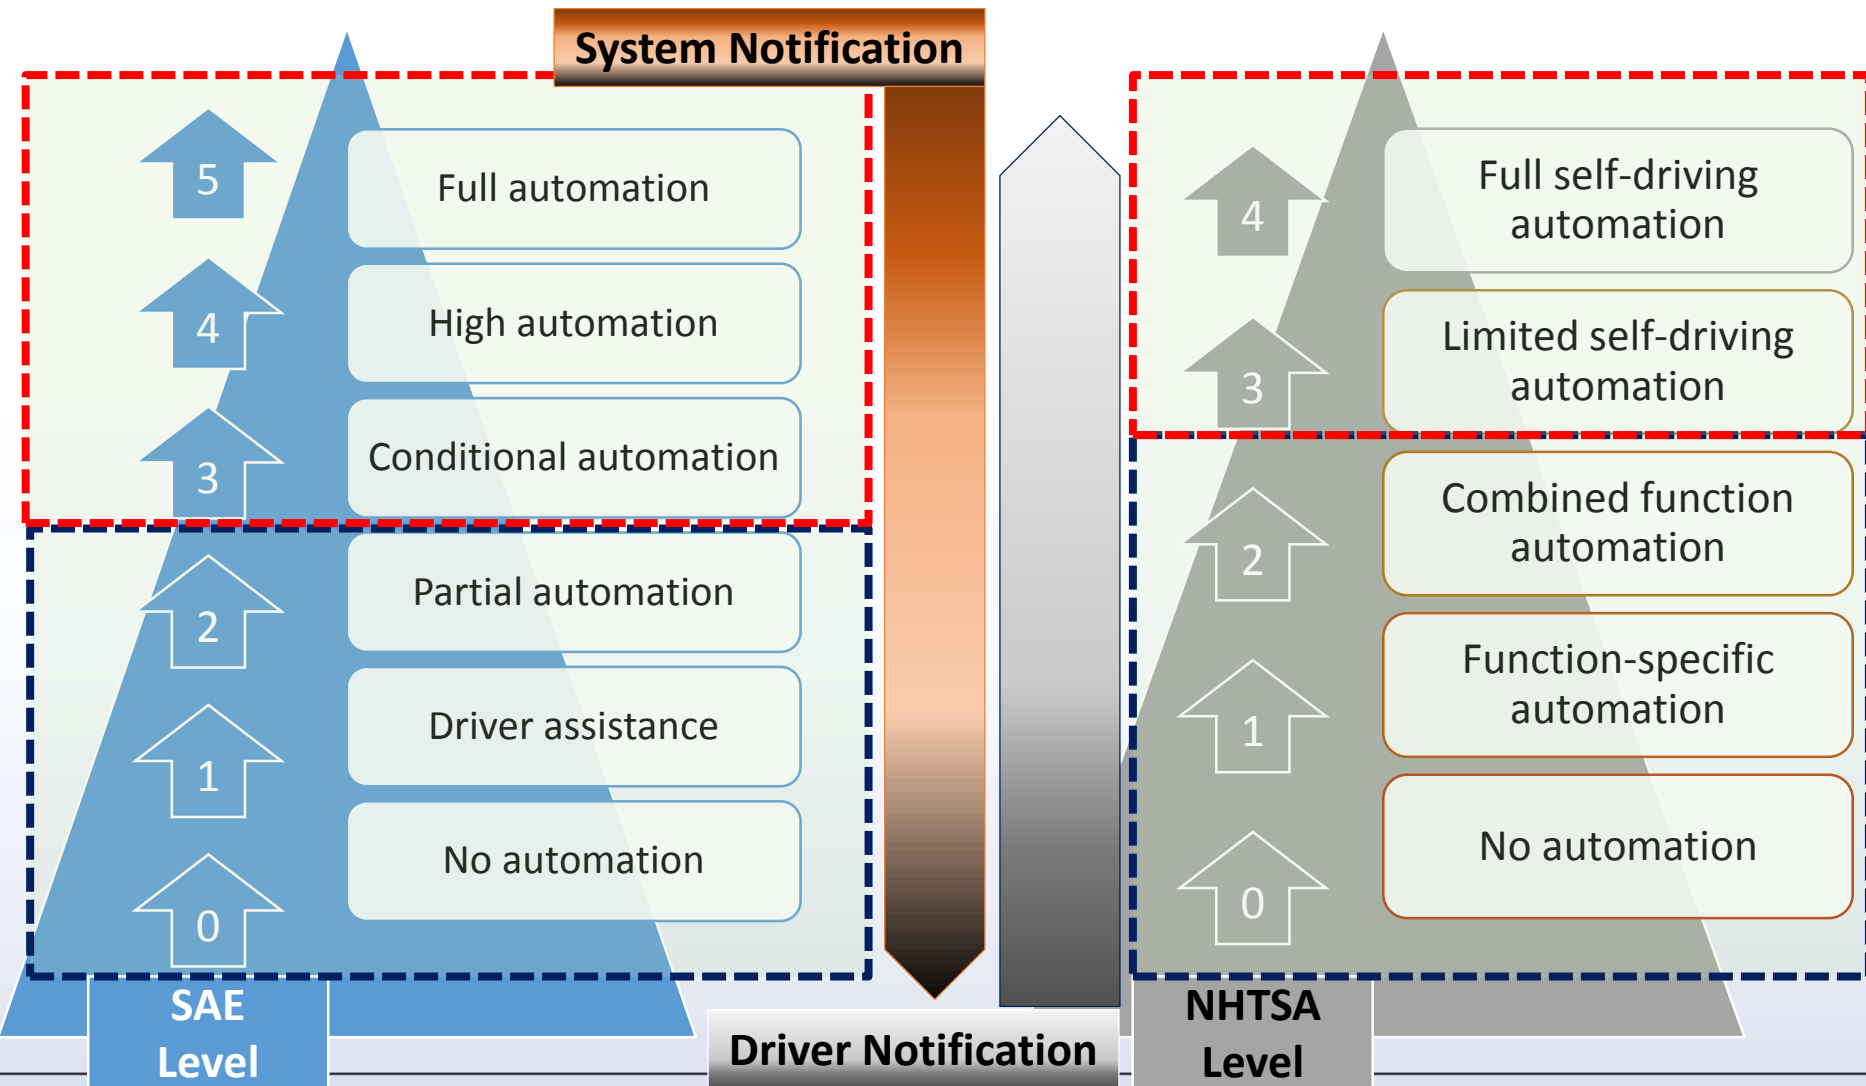 System Notification
5
Full automation
4
High automation
3
Conditional automation
2
Partial automation
1
Driver assistance
0
No automation
SAE
Level
Driver Notification
4
Full self-driving
automation
3
Limited self-driving
automation
2
Combined function
automation
1
Function-specific
automation
0
No automation
NHTSA
Level